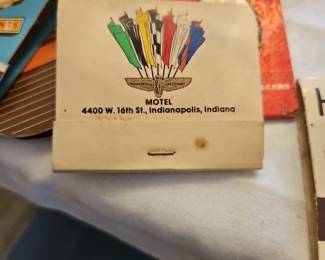 MOTEL
4400 W. 16th St., Indianapolis, Indiana
H